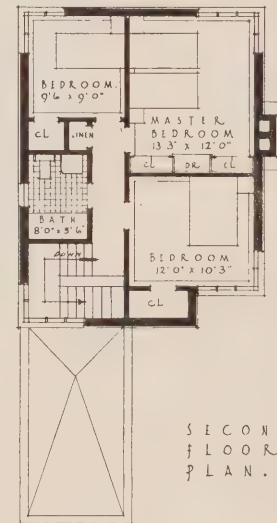 BEDROOM.
9'6 x 9'0"
MASTER
BEDROOM
13'3" x 12'0"
CL
LINEN
CL
DR
CL
BATH
8'0" x 5'6"
BEDROOM
12'0" x 10'3"
DOWN
CL
SECON
FLOOR
PLAN.